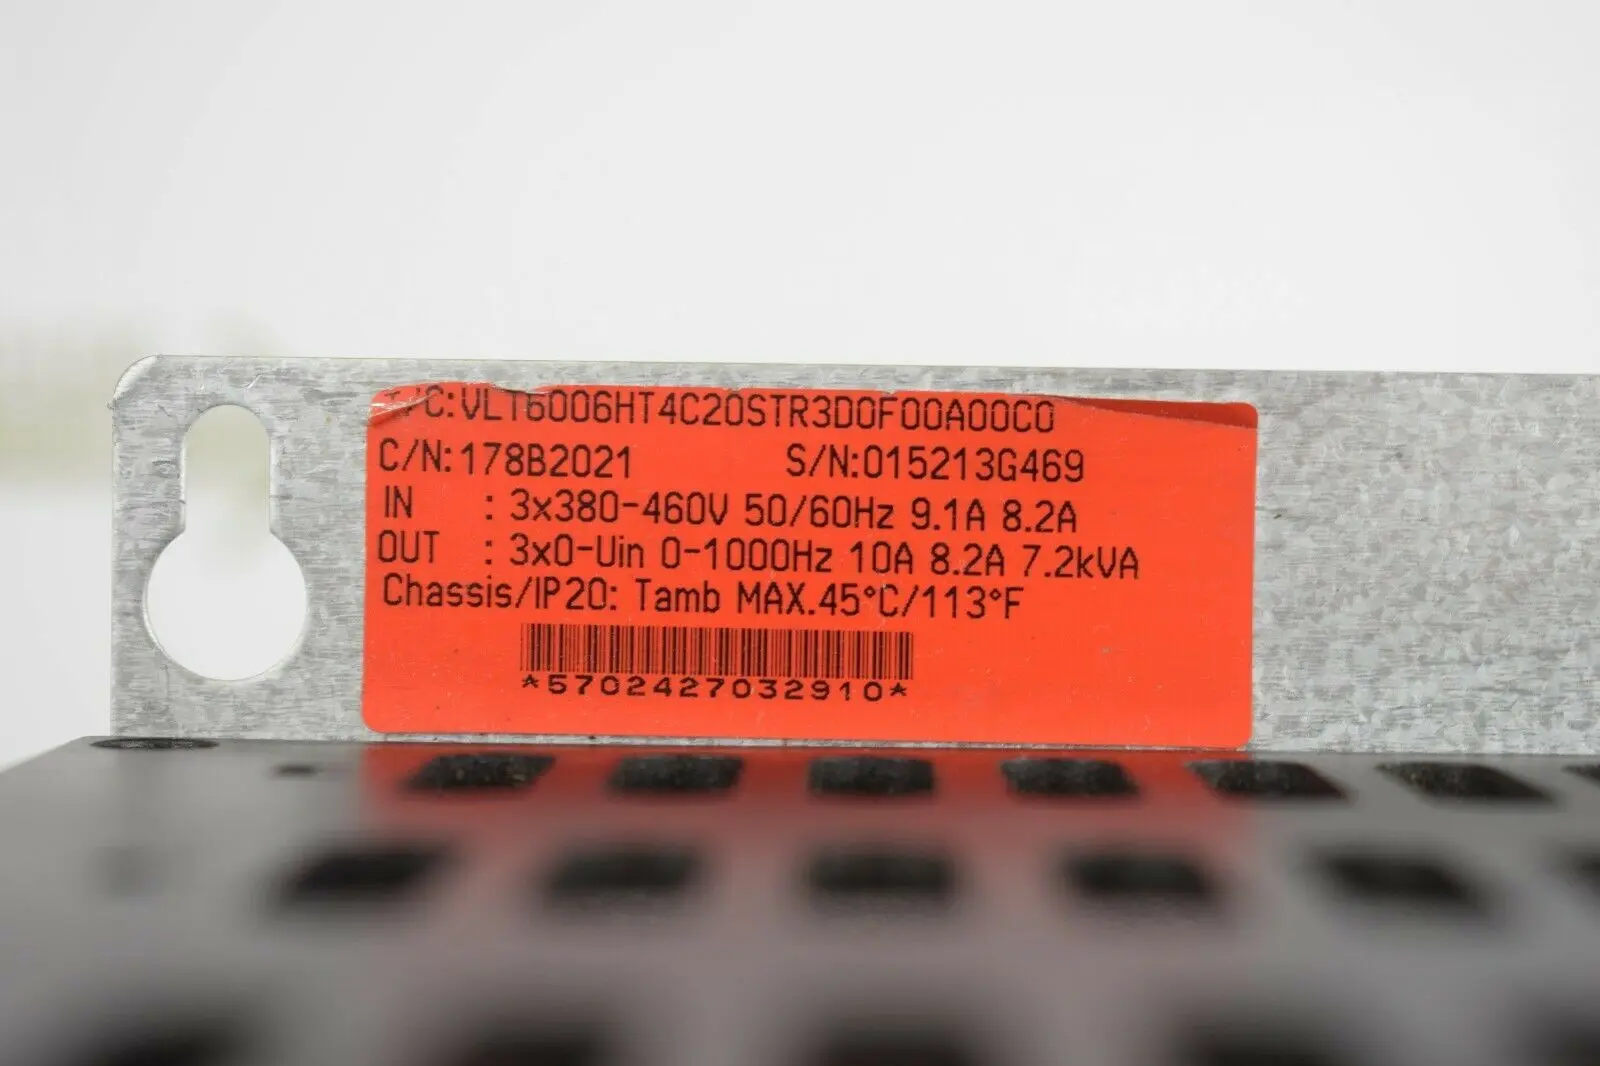 T/C:VLT6006HT4C20STR3D0F00A00C0
C/N:178B2021 S/N:015213G469
IN : 3x380-460V 50/60Hz 9.1A 8.2A
OUT : 3x0-Uin 0-1000Hz 10A 8.2A 7.2kVA
Chassis/IP20: Tamb MAX.45°C/113°F
*5702427032910*